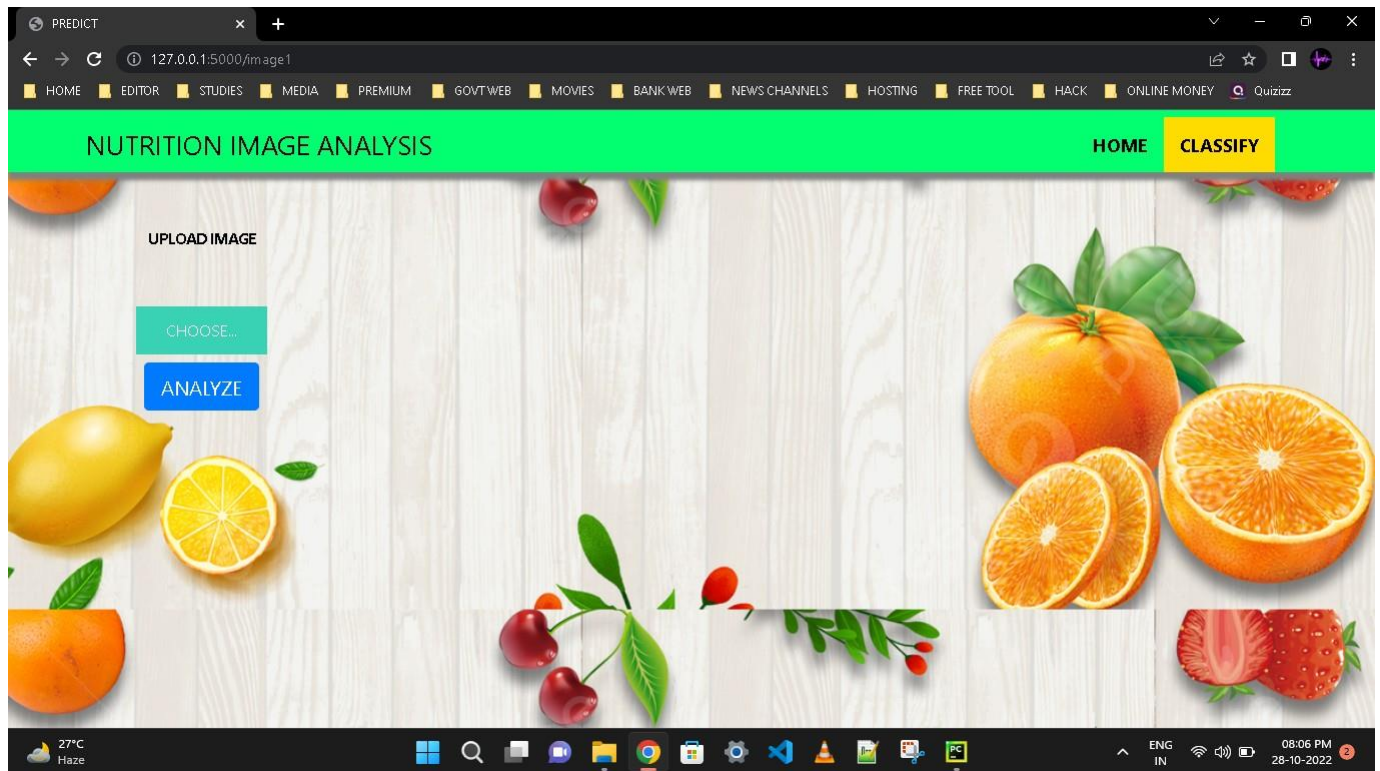 PREDICT
127.0.0.1:5000/image1
HOME EDITOR STUDIES MEDIA PREMIUM GOVT WEB MOVIES BANK WEB NEWS CHANNELS HOSTING FREE TOOL HACK ONLINE MONEY Quizizz
NUTRITION IMAGE ANALYSIS HOME CLASSIFY
UPLOAD IMAGE
CHOOSE...
ANALYZE
27°C
Haze
PC
ENG
IN
08:06 PM
28-10-2022
2